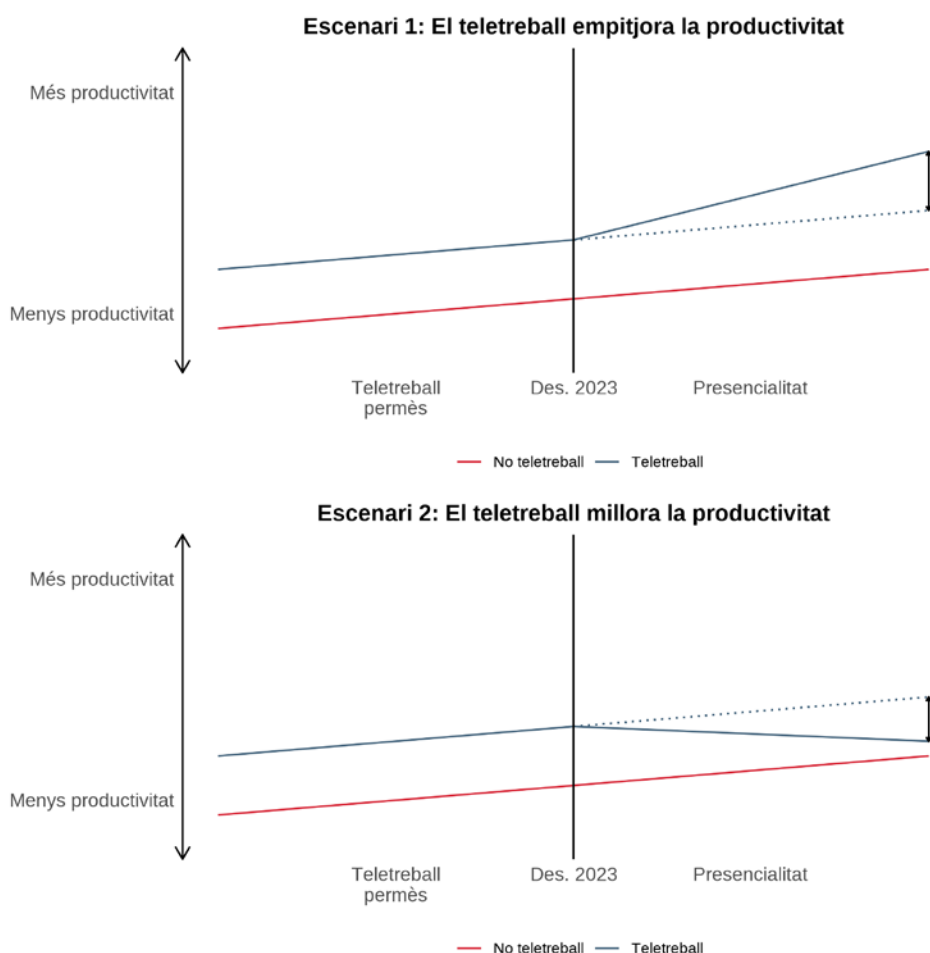 Escenari 1: El teletreball empitjora la productivitat
Més productivitat
Menys productivitat
Teletreball
permès
Des. 2023
Presencialitat
No teletreball
Teletreball
Escenari 2: El teletreball millora la productivitat
Més productivitat
Menys productivitat
Teletreball
permès
Des. 2023
Presencialitat
No teletreball
Teletreball